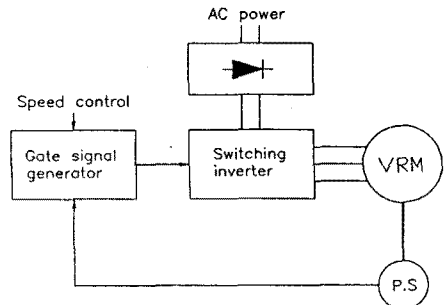 AC power
Speed control
Gate signal
generator
Switching
inverter
VRM
P.S